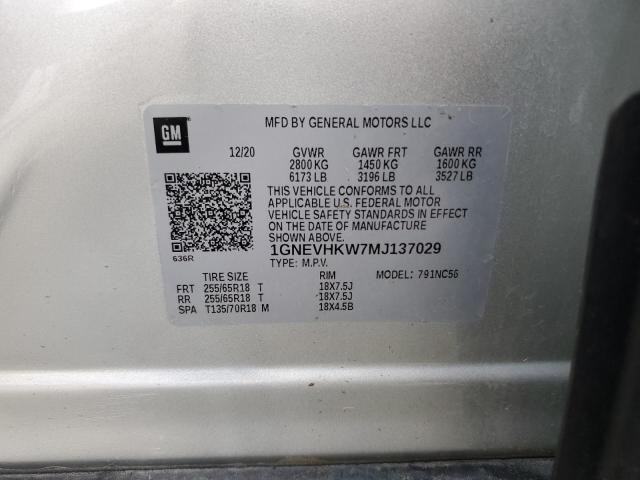 GM
MFD BY GENERAL MOTORS LLC
12/20 GVWR GAWR FRT GAWR RR
2800 KG 1450 KG 1600 KG
6173 LB 3196 LB 3527 LB
THIS VEHICLE CONFORMS TO ALL
APPLICABLE U.S. FEDERAL MOTOR
VEHICLE SAFETY STANDARDS IN EFFECT
ON THE DATE OF MANUFACTURE
SHOWN ABOVE.
636R
1GNEVHKW7MJ137029
TYPE: M.P.V.
TIRE SIZE RIM MODEL: 791NC56
FRT 255/65R18 T 18X7.5J
RR 255/65R18 T 18X7.5J
SPA T135/70R18 M 18X4.5B